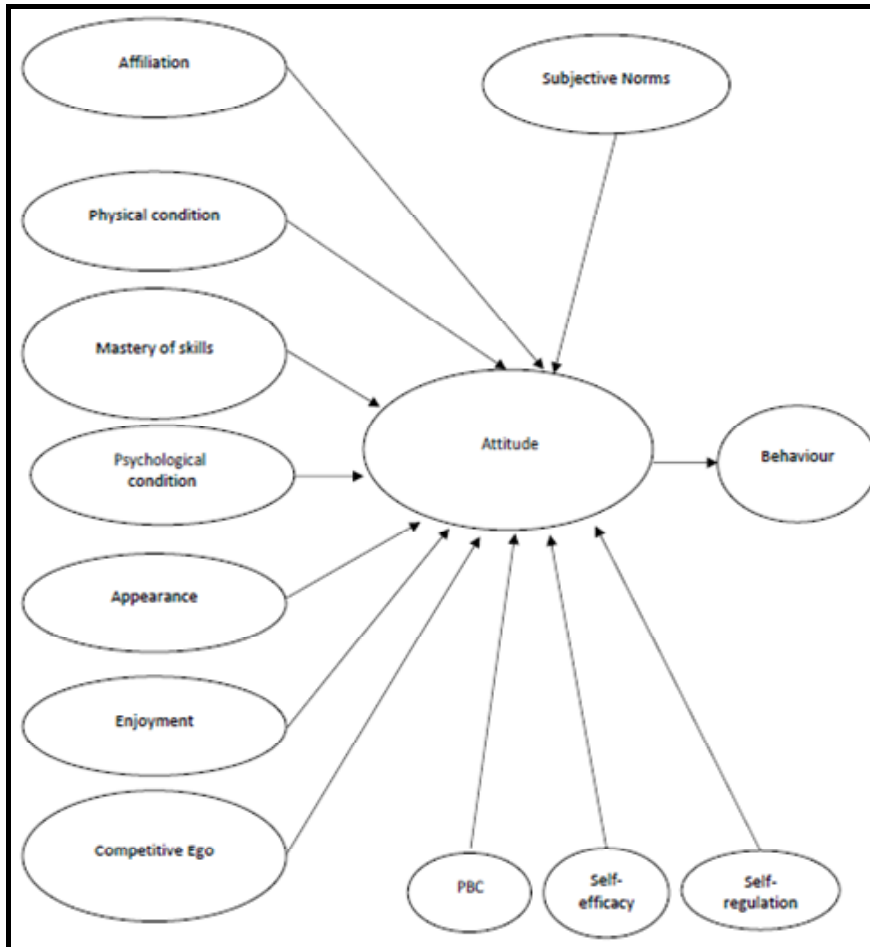 Affiliation
Subjective Norms
Physical condition
Mastery of skills
Attitude
Behaviour
Psychological
condition
Appearance
Enjoyment
Competitive Ego
PBC
Self-
efficacy
Self-
regulation